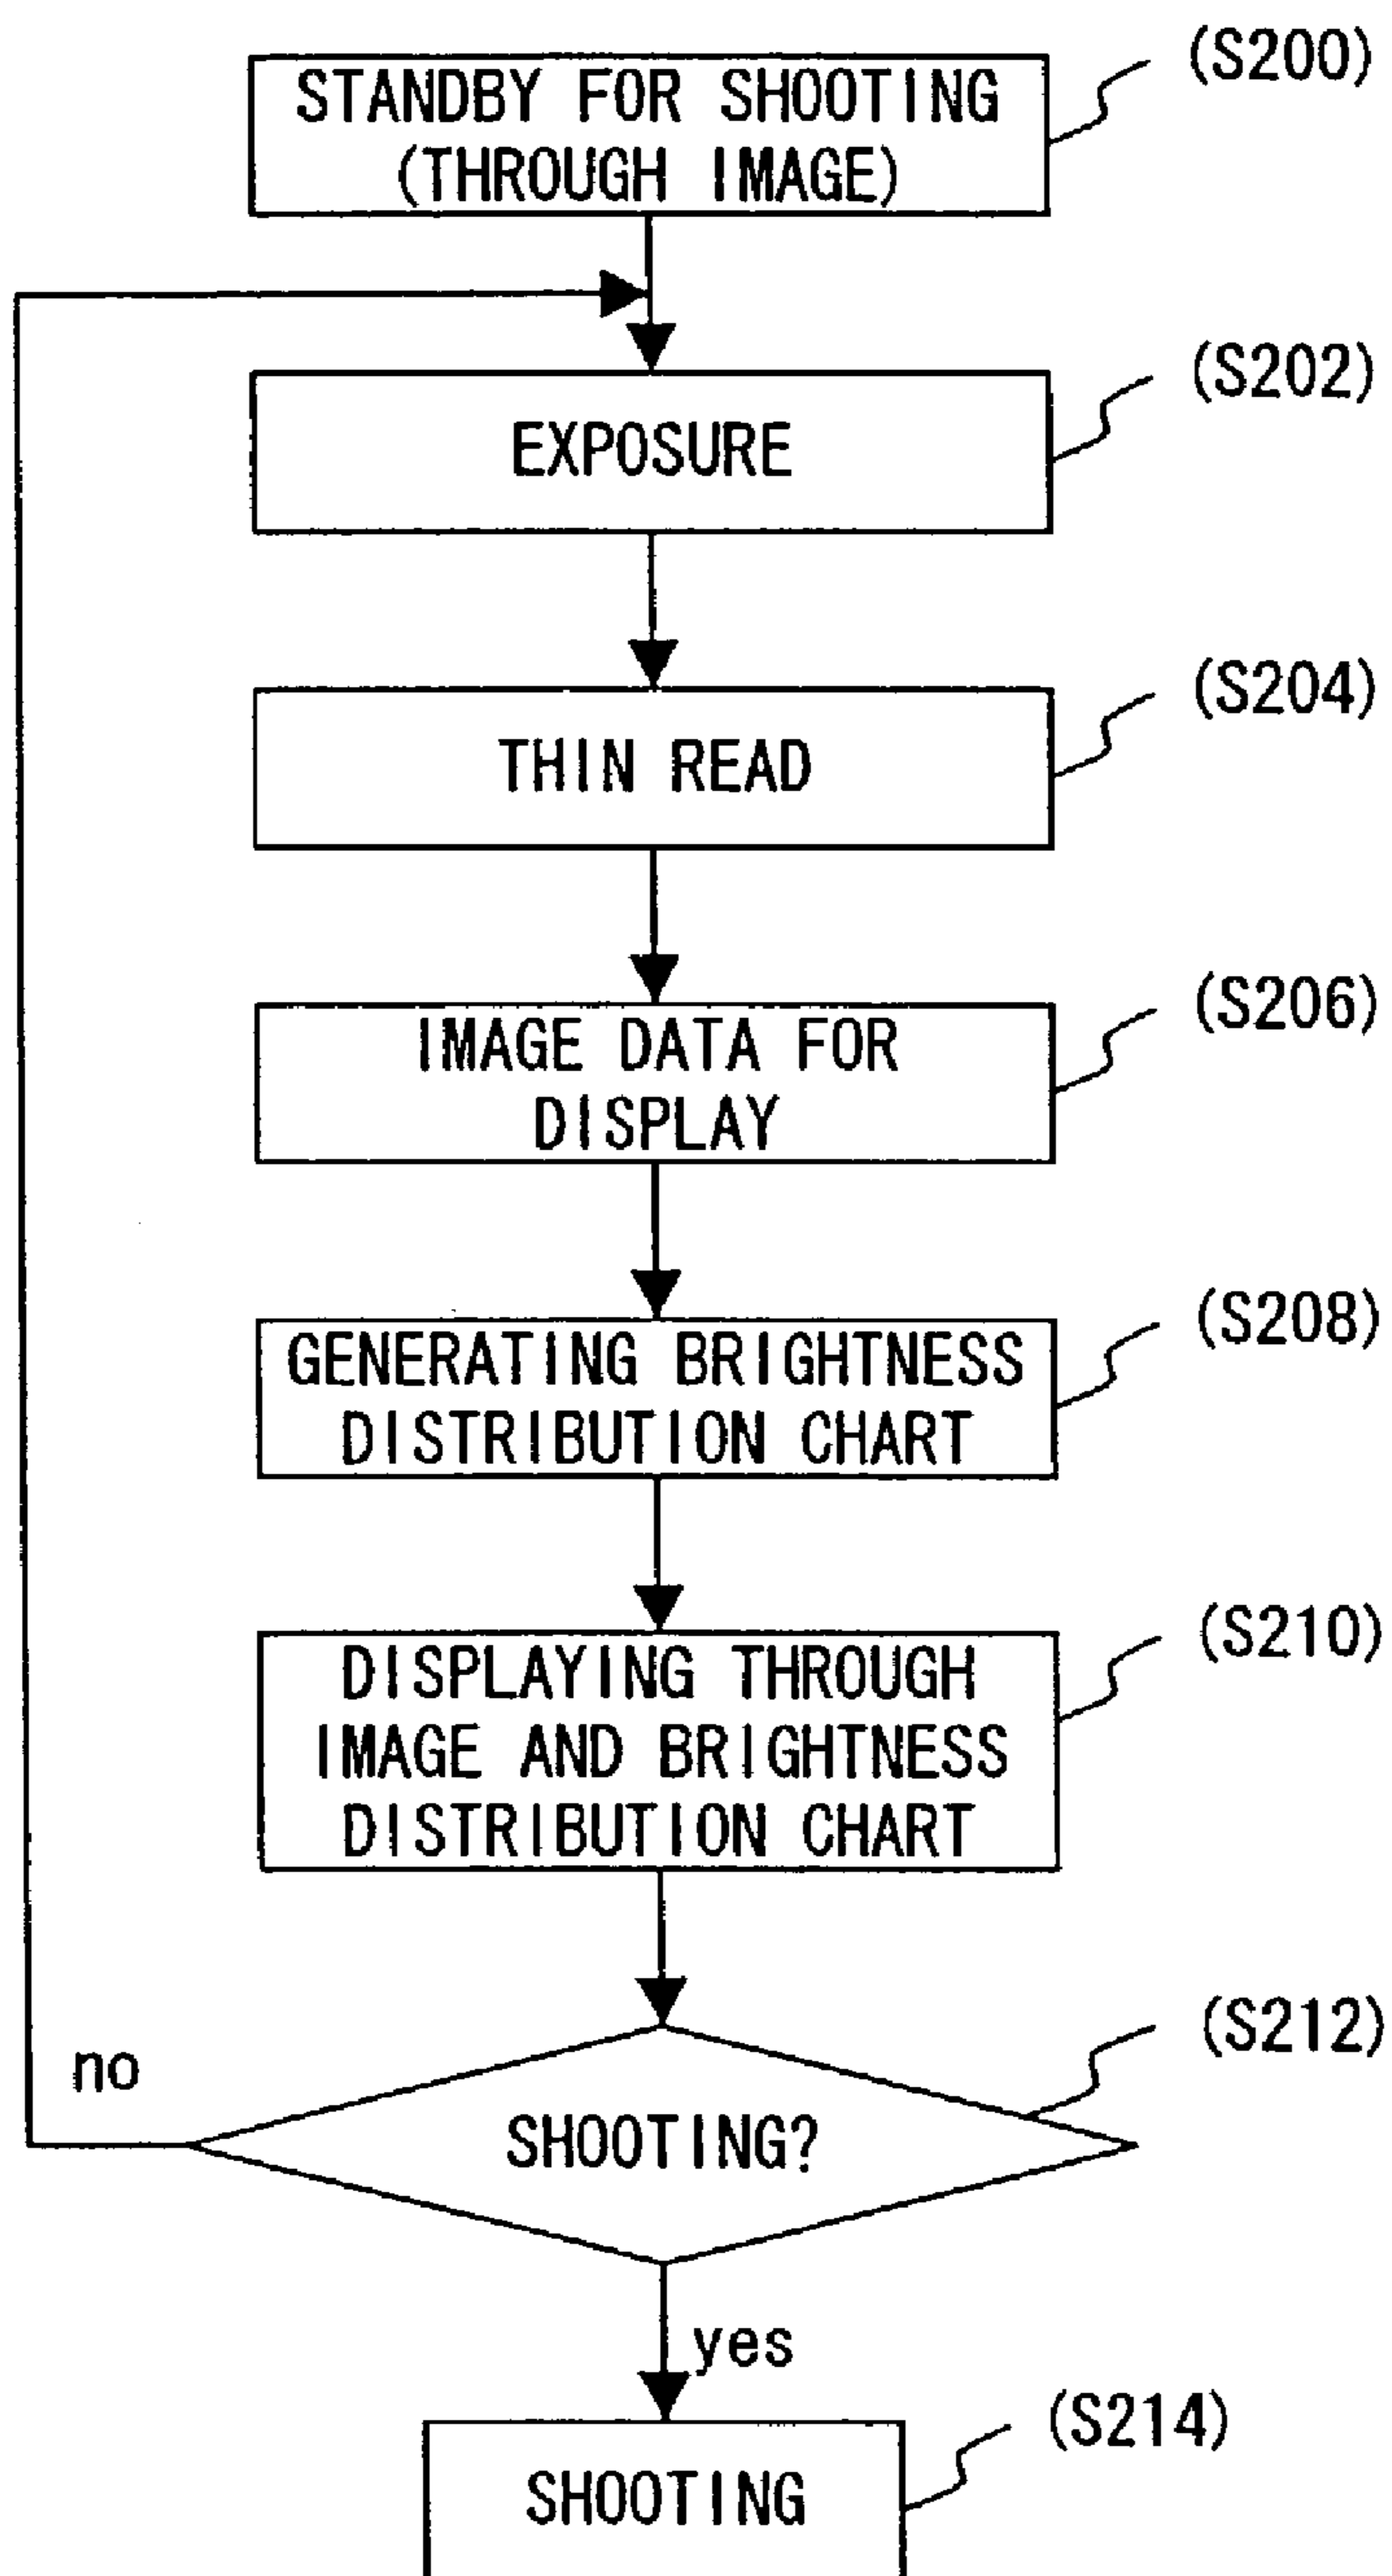 (S200)
STANDBY FOR SHOOTING
(THROUGH IMAGE)
(S202)
EXPOSURE
(S204)
THIN READ
(S206)
IMAGE DATA FOR
DISPLAY
(S208)
GENERATING BRIGHTNESS
DISTRIBUTION CHART
(S210)
DISPLAYING THROUGH
IMAGE AND BRIGHTNESS
DISTRIBUTION CHART
(S212)
no
SHOOTING?
yes
(S214)
SHOOTING